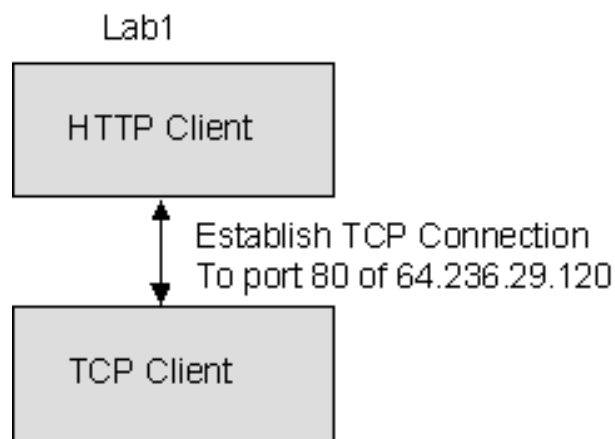 Lab1
HTTP Client
Establish TCP Connection
To port 80 of 64.236.29.120
TCP Client